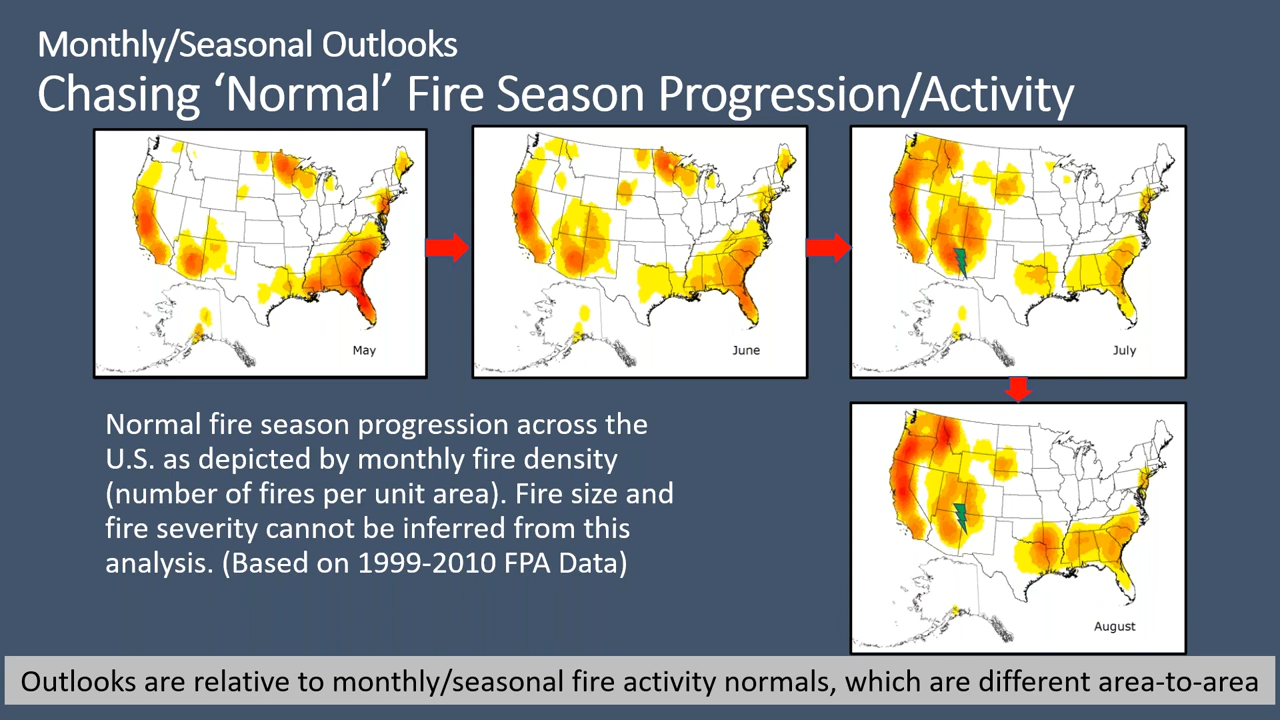 Monthly/Seasonal Outlooks
Chasing ‘Normal’ Fire Season Progression/Activity
May
June
July
Normal fire season progression across the
U.S. as depicted by monthly fire density
(number of fires per unit area). Fire size and
fire severity cannot be inferred from this
analysis. (Based on 1999-2010 FPA Data)
August
Outlooks are relative to monthly/seasonal fire activity normals, which are different area-to-area